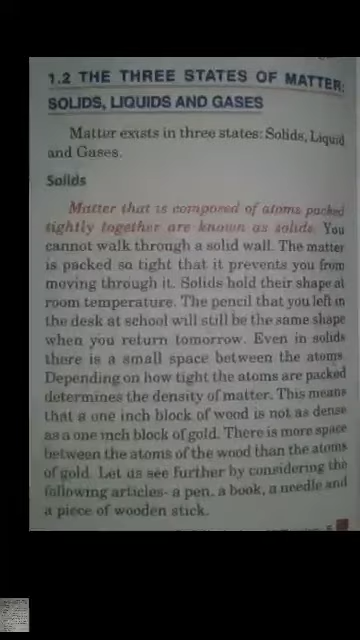 1.2 THE THREE STATES OF MATTER:
SOLIDS, LIQUIDS AND GASES
Matter exists in three states: Solids, Liquid
and Gases.
Solids
Matter that is composed of atoms packed
tightly together are known as solids. You
cannot walk through a solid wall. The matter
is packed so tight that it prevents you from
moving through it. Solids hold their shape at
room temperature. The pencil that you left on
the desk at school will still be the same shape
when you return tomorrow. Even in solids
there is a small space between the atoms.
Depending on how tight the atoms are packed
determines the density of matter. This means
that a one inch block of wood is not as dense
as a one inch block of gold. There is more space
between the atoms of the wood than the atoms
of gold. Let us see further by considering the
following articles- a pen, a book, a needle and
a piece of wooden stick.